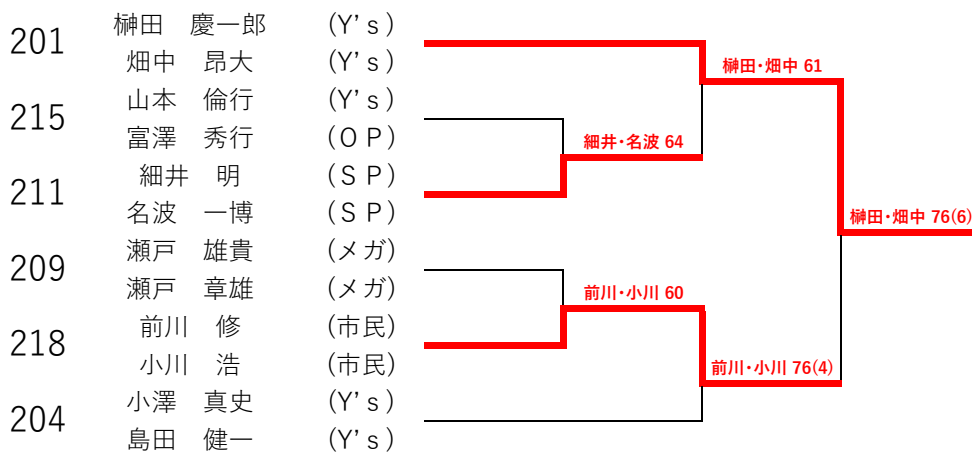 201
榊田 慶一郎 (Y's)
畑中 昂大 (Y's)
215
山本 倫行 (Y's)
富澤 秀行 (OP)
211
細井 明 (SP)
名波 一博 (SP)
209
瀬戸 雄貴 (メガ)
瀬戸 章雄 (メガ)
218
前川 修 (市民)
小川 浩 (市民)
204
小澤 真史 (Y's)
島田 健一 (Y's)
榊田・畑中 61
細井・名波 64
榊田・畑中 76(6)
前川・小川 60
前川・小川 76(4)